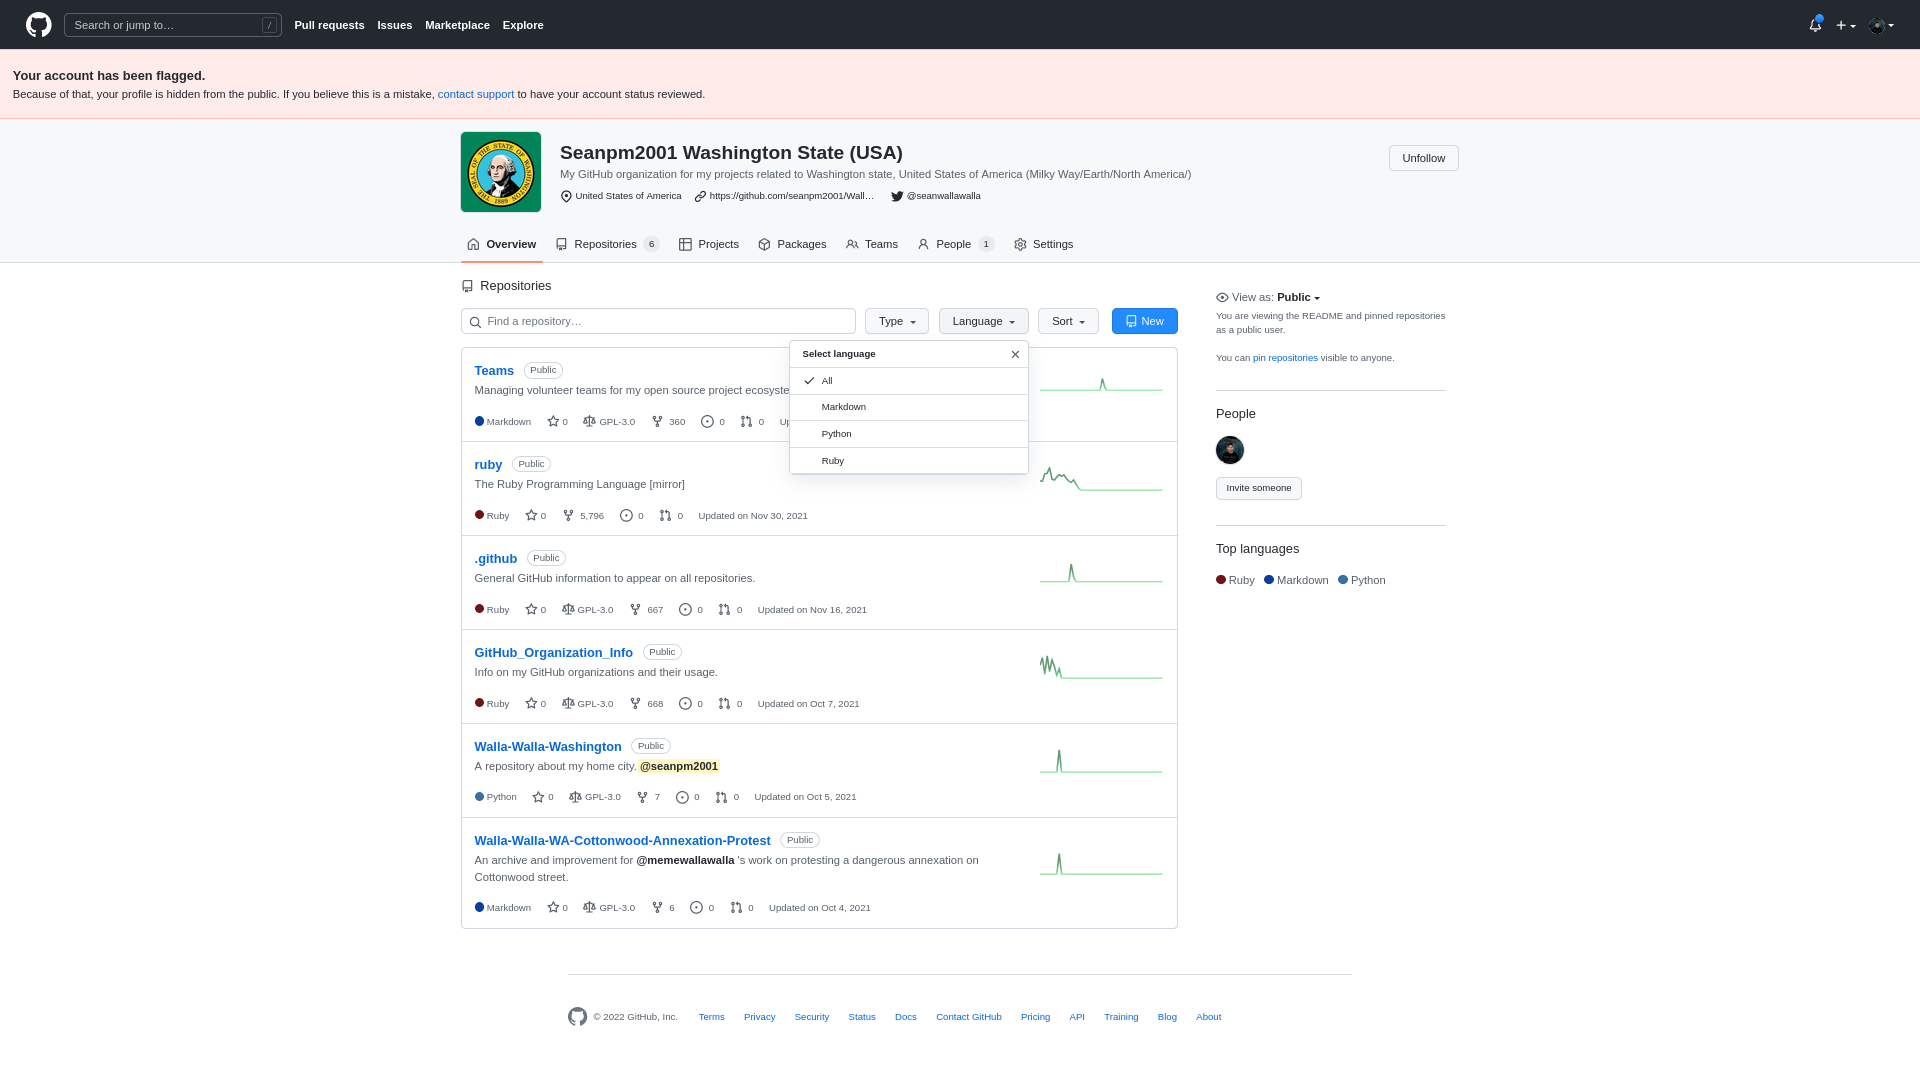 Search or jump to… /
Pull requests Issues Marketplace Explore
Your account has been flagged.
Because of that, your profile is hidden from the public. If you believe this is a mistake, contact support to have your account status reviewed.
THE SEAL OF THE STATE OF WASHINGTON
1889
Seanpm2001 Washington State (USA)
My GitHub organization for my projects related to Washington state, United States of America (Milky Way/Earth/North America/)
United States of America https://github.com/seanpm2001/Wall… @seanwallawalla
Unfollow
Overview Repositories 6 Projects Packages Teams People 1 Settings
Repositories
Find a repository… Type Language Sort New
Select language
All
Markdown
Python
Ruby
Teams Public
Managing volunteer teams for my open source project ecosyste
Markdown 0 GPL-3.0 360 0 0 Up
ruby Public
The Ruby Programming Language [mirror]
Ruby 0 5,796 0 0 Updated on Nov 30, 2021
.github Public
General GitHub information to appear on all repositories.
Ruby 0 GPL-3.0 667 0 0 Updated on Nov 16, 2021
GitHub_Organization_Info Public
Info on my GitHub organizations and their usage.
Ruby 0 GPL-3.0 668 0 0 Updated on Oct 7, 2021
Walla-Walla-Washington Public
A repository about my home city. @seanpm2001
Python 0 GPL-3.0 7 0 0 Updated on Oct 5, 2021
Walla-Walla-WA-Cottonwood-Annexation-Protest Public
An archive and improvement for @memewallawalla 's work on protesting a dangerous annexation on
Cottonwood street.
Markdown 0 GPL-3.0 6 0 0 Updated on Oct 4, 2021
View as: Public
You are viewing the README and pinned repositories
as a public user.
You can pin repositories visible to anyone.
People
Invite someone
Top languages
Ruby Markdown Python
© 2022 GitHub, Inc. Terms Privacy Security Status Docs Contact GitHub Pricing API Training Blog About